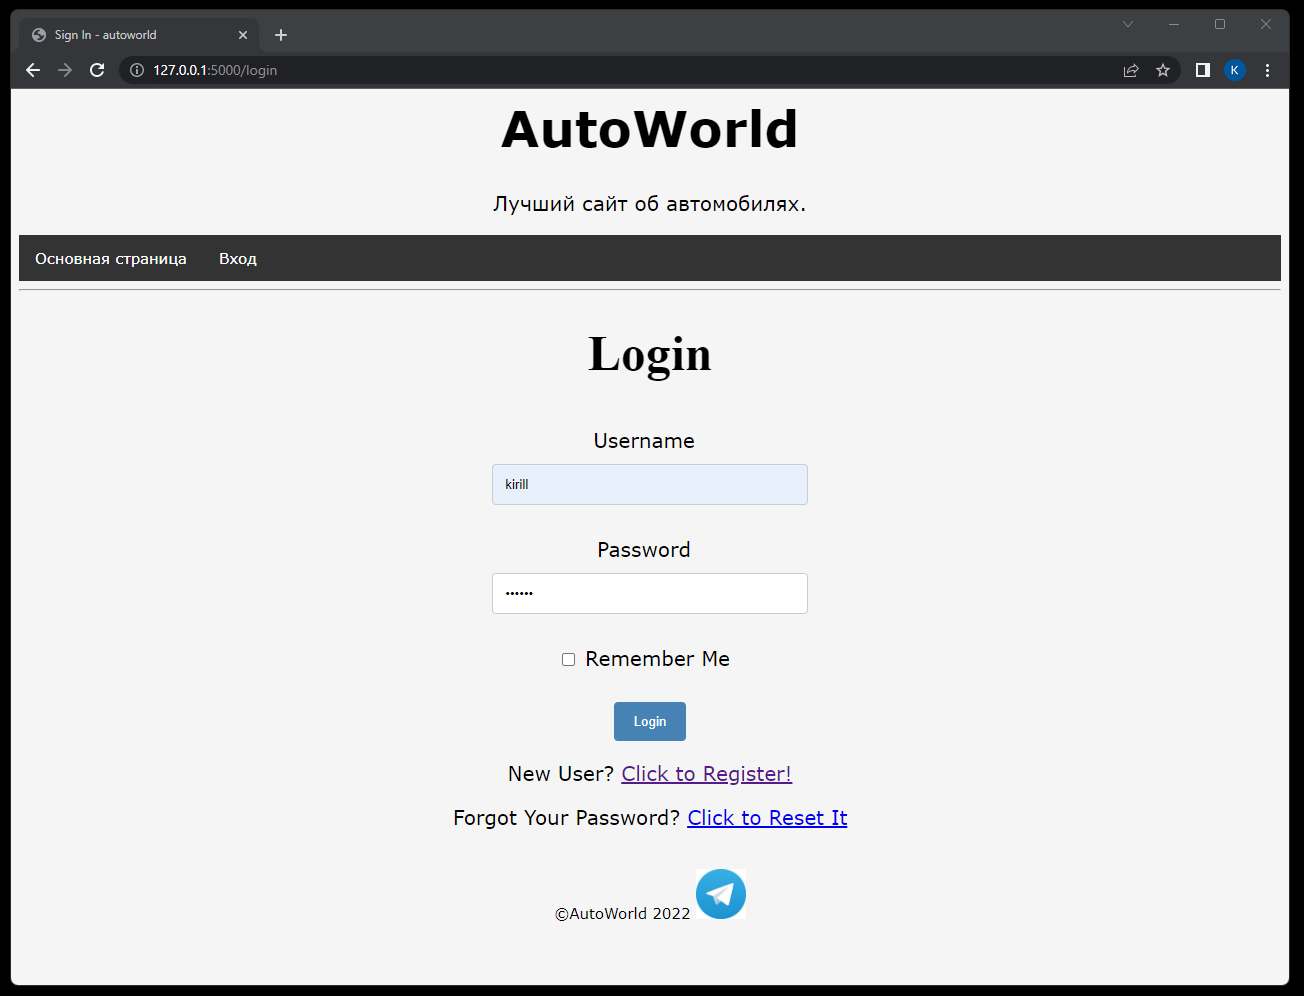 Sign In - autoworld
127.0.0.1:5000/login
K
AutoWorld
Лучший сайт об автомобилях.
Основная страница Вход
Login
Username
kirill
Password
••••••
Remember Me
Login
New User? Click to Register!
Forgot Your Password? Click to Reset It
©AutoWorld 2022